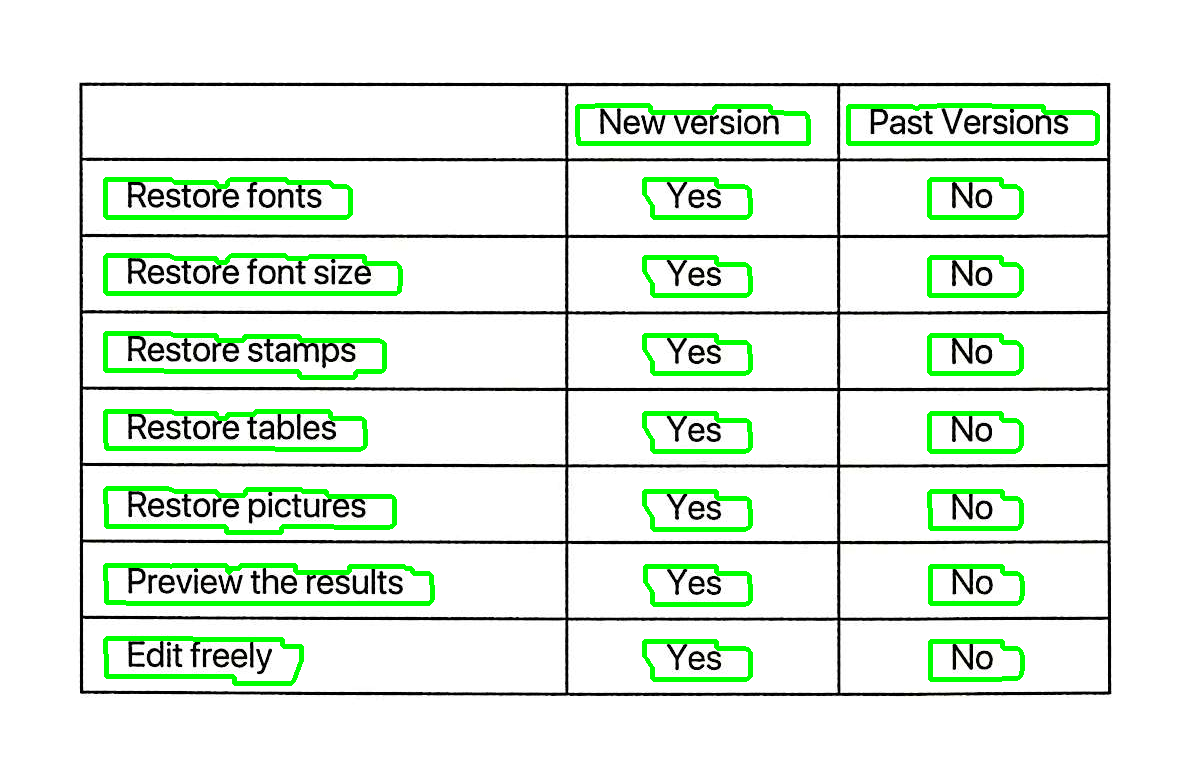 New version Past Versions
Restore fonts Yes No
Restore font size Yes No
Restore stamps Yes No
Restore tables Yes No
Restore pictures Yes No
Preview the results Yes No
Edit freely Yes No